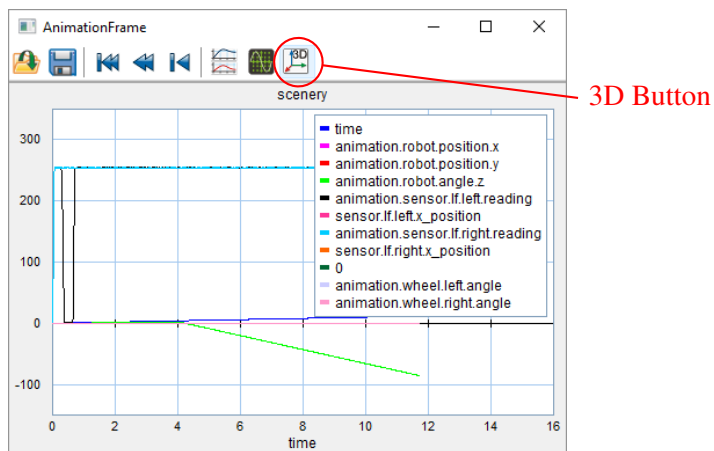 AnimationFrame
3D
3D Button
scenery
time
animation.robot.position.x
animation.robot.position.y
animation.robot.angle.z
animation.sensor.lf.left.reading
sensor.lf.left.x_position
animation.sensor.lf.right.reading
sensor.lf.right.x_position
0
animation.wheel.left.angle
animation.wheel.right.angle
300
200
100
0
-100
0 2 4 6 8 10 12 14 16
time